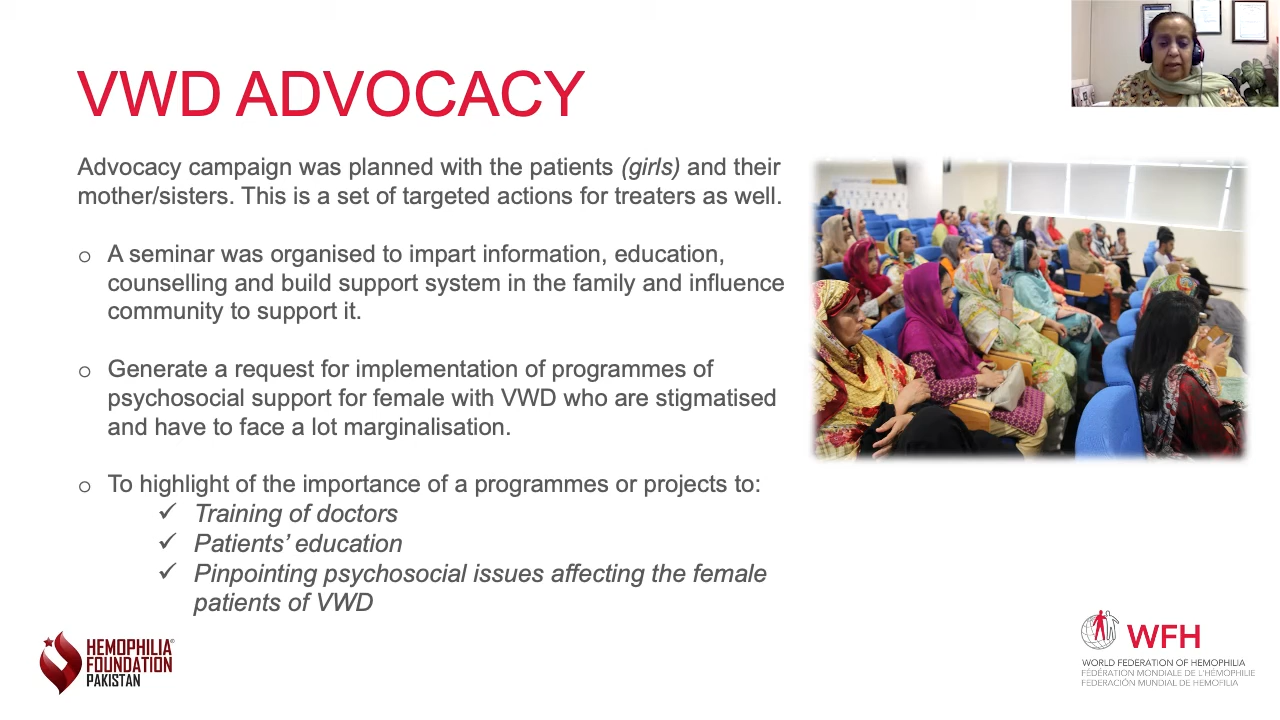 VWD ADVOCACY
Advocacy campaign was planned with the patients (girls) and their
mother/sisters. This is a set of targeted actions for treaters as well.
o A seminar was organised to impart information, education,
counselling and build support system in the family and influence
community to support it.
o Generate a request for implementation of programmes of
psychosocial support for female with VWD who are stigmatised
and have to face a lot marginalisation.
o To highlight of the importance of a programmes or projects to:
✓ Training of doctors
✓ Patients’ education
✓ Pinpointing psychosocial issues affecting the female
patients of VWD
HEMOPHILIA®
FOUNDATION
PAKISTAN
WFH
WORLD FEDERATION OF HEMOPHILIA
FÉDÉRATION MONDIALE DE L'HÉMOPHILIE
FEDERACIÓN MUNDIAL DE HEMOFILIA